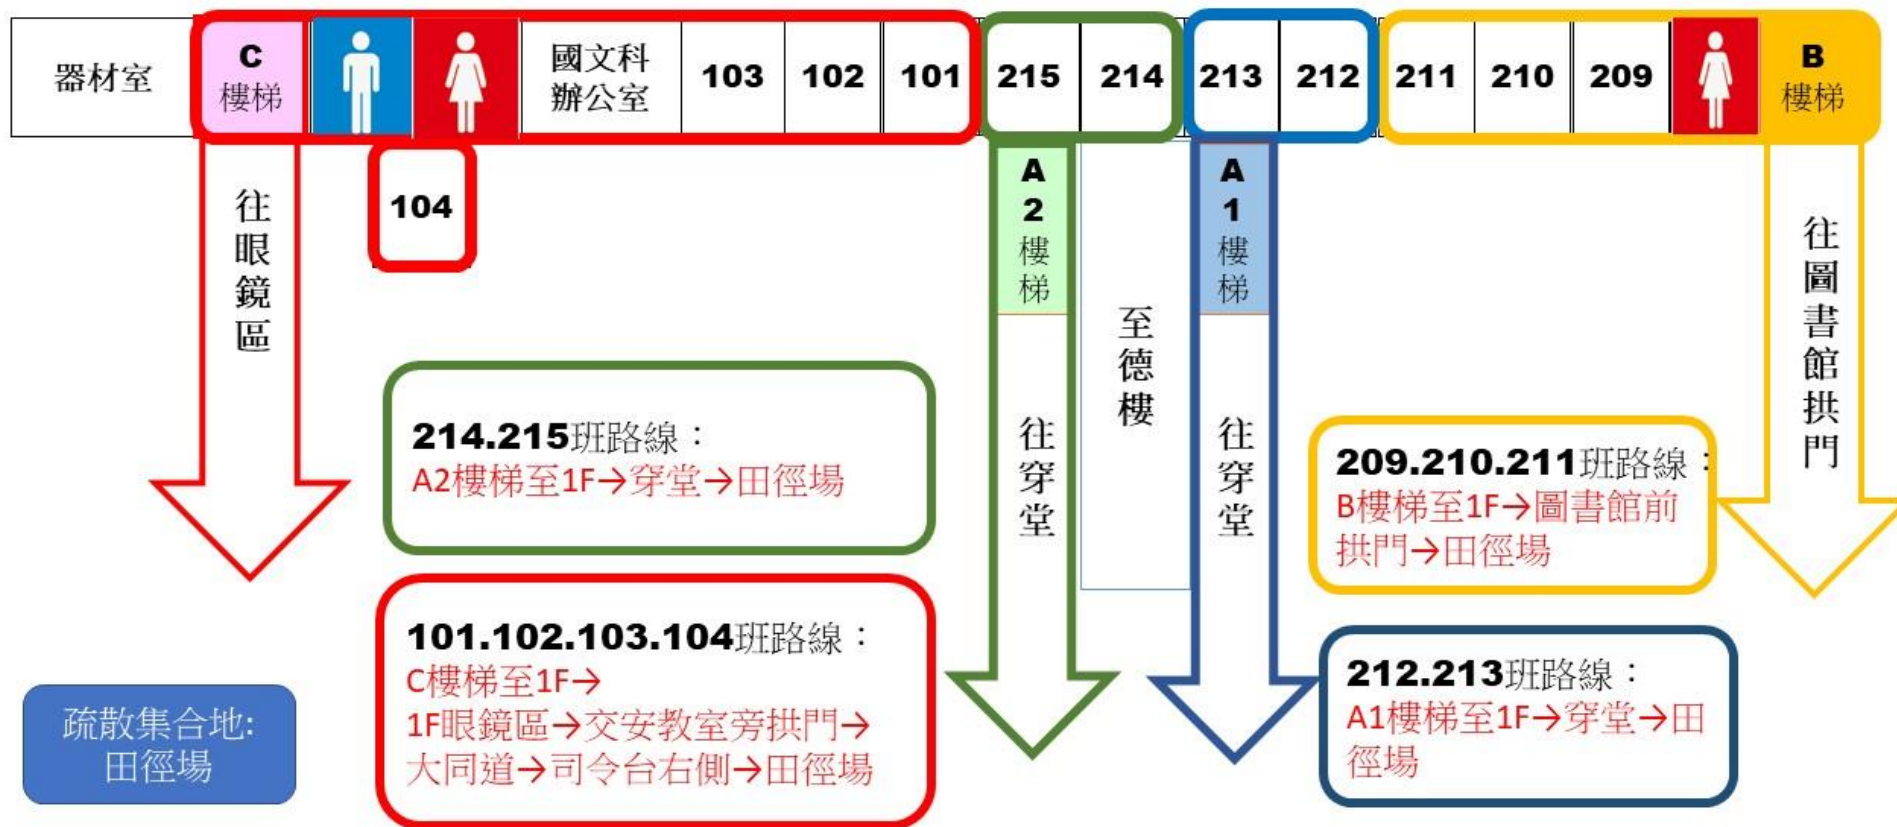 器材室
C
樓梯
國文科
辦公室
103
102
101
215
214
213
212
211
210
209
B
樓梯
104
往眼鏡區
A
2
樓
梯
往穿堂
至德樓
A
1
樓
梯
往穿堂
往圖書館拱門
214.215班路線：
A2樓梯至1F→穿堂→田徑場
209.210.211班路線：
B樓梯至1F→圖書館前
拱門→田徑場
101.102.103.104班路線：
C樓梯至1F→
1F眼鏡區→交安教室旁拱門→
大同道→司令台右側→田徑場
212.213班路線：
A1樓梯至1F→穿堂→田
徑場
疏散集合地:
田徑場